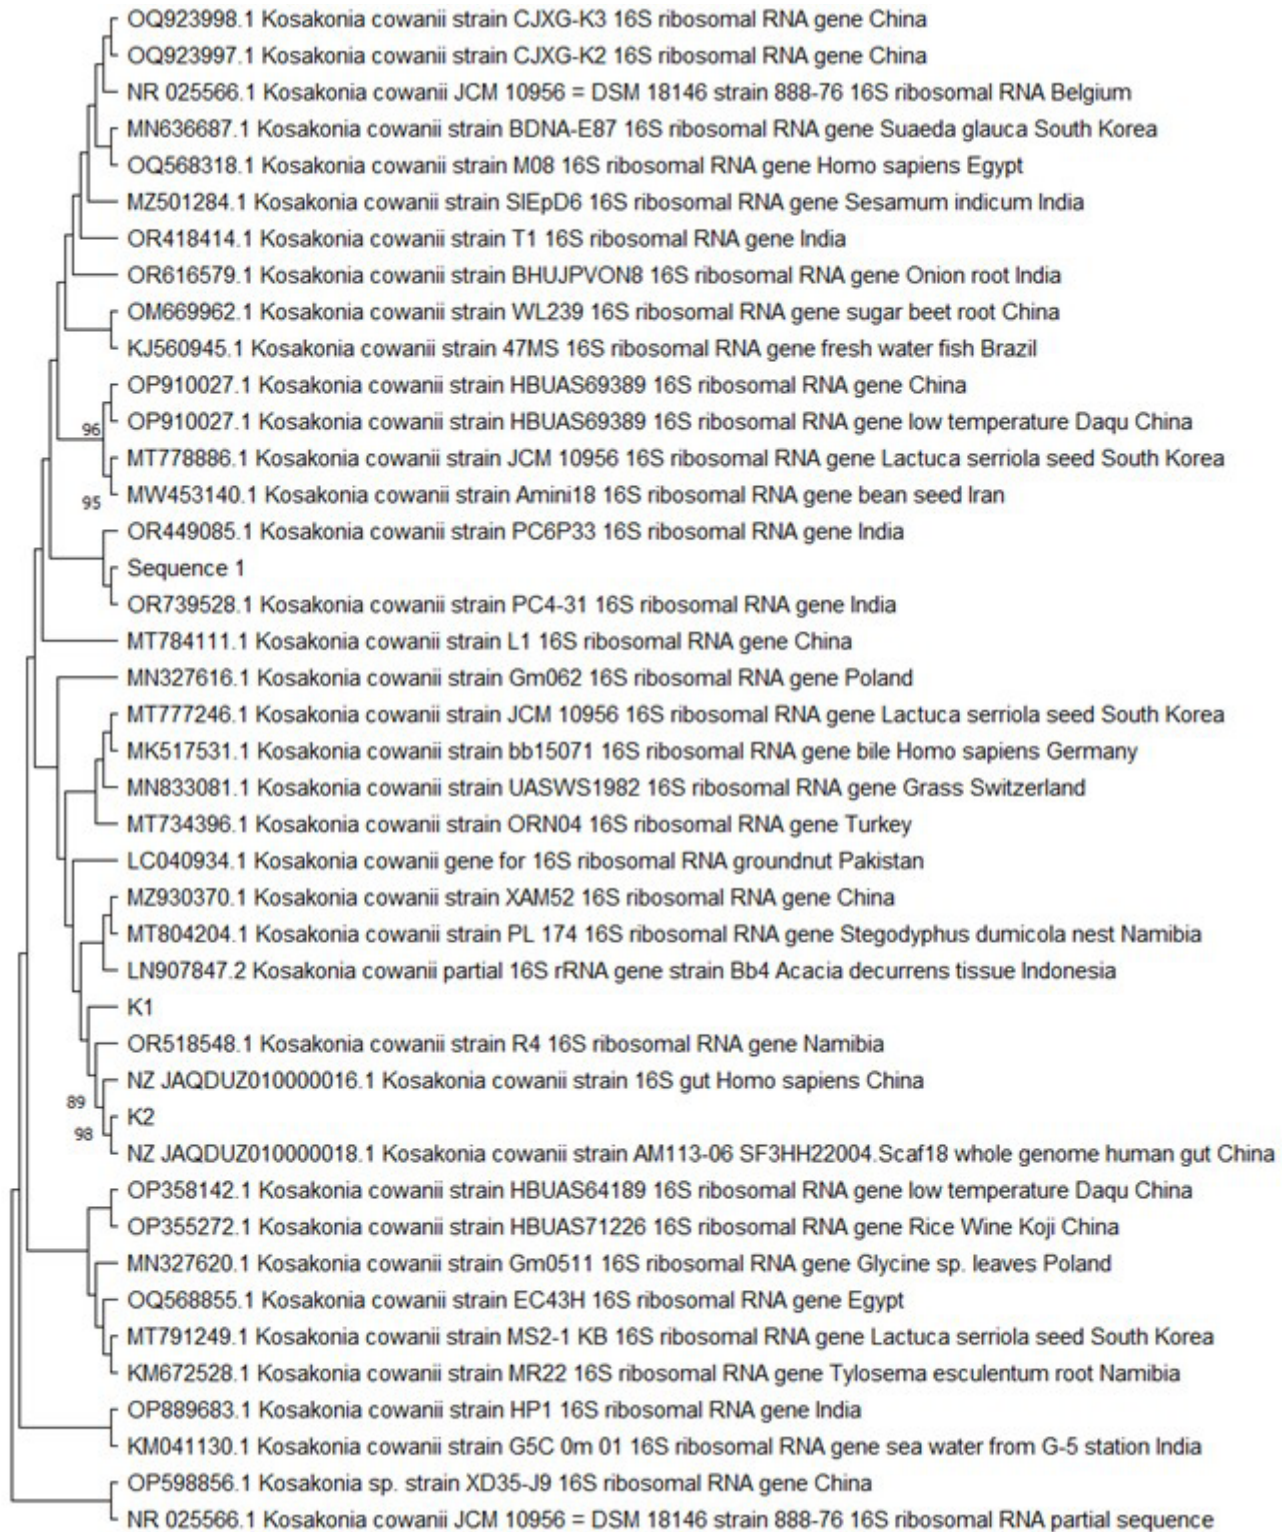 OQ923998.1 Kosakonia cowanii strain CJXG-K3 16S ribosomal RNA gene China
OQ923997.1 Kosakonia cowanii strain CJXG-K2 16S ribosomal RNA gene China
NR 025566.1 Kosakonia cowanii JCM 10956 = DSM 18146 strain 888-76 16S ribosomal RNA Belgium
MN636687.1 Kosakonia cowanii strain BDNA-E87 16S ribosomal RNA gene Suaeda glauca South Korea
OQ568318.1 Kosakonia cowanii strain M08 16S ribosomal RNA gene Homo sapiens Egypt
MZ501284.1 Kosakonia cowanii strain SIEpD6 16S ribosomal RNA gene Sesamum indicum India
OR418414.1 Kosakonia cowanii strain T1 16S ribosomal RNA gene India
OR616579.1 Kosakonia cowanii strain BHUJPVON8 16S ribosomal RNA gene Onion root India
OM669962.1 Kosakonia cowanii strain WL239 16S ribosomal RNA gene sugar beet root China
KJ560945.1 Kosakonia cowanii strain 47MS 16S ribosomal RNA gene fresh water fish Brazil
OP910027.1 Kosakonia cowanii strain HBUAS69389 16S ribosomal RNA gene China
96
OP910027.1 Kosakonia cowanii strain HBUAS69389 16S ribosomal RNA gene low temperature Daqu China
MT778886.1 Kosakonia cowanii strain JCM 10956 16S ribosomal RNA gene Lactuca serriola seed South Korea
95
MW453140.1 Kosakonia cowanii strain Amini18 16S ribosomal RNA gene bean seed Iran
OR449085.1 Kosakonia cowanii strain PC6P33 16S ribosomal RNA gene India
Sequence 1
OR739528.1 Kosakonia cowanii strain PC4-31 16S ribosomal RNA gene India
MT784111.1 Kosakonia cowanii strain L1 16S ribosomal RNA gene China
MN327616.1 Kosakonia cowanii strain Gm062 16S ribosomal RNA gene Poland
MT777246.1 Kosakonia cowanii strain JCM 10956 16S ribosomal RNA gene Lactuca serriola seed South Korea
MK517531.1 Kosakonia cowanii strain bb15071 16S ribosomal RNA gene bile Homo sapiens Germany
MN833081.1 Kosakonia cowanii strain UASWS1982 16S ribosomal RNA gene Grass Switzerland
MT734396.1 Kosakonia cowanii strain ORN04 16S ribosomal RNA gene Turkey
LC040934.1 Kosakonia cowanii gene for 16S ribosomal RNA groundnut Pakistan
MZ930370.1 Kosakonia cowanii strain XAM52 16S ribosomal RNA gene China
MT804204.1 Kosakonia cowanii strain PL 174 16S ribosomal RNA gene Stegodyphus dumicola nest Namibia
LN907847.2 Kosakonia cowanii partial 16S rRNA gene strain Bb4 Acacia decurrens tissue Indonesia
K1
OR518548.1 Kosakonia cowanii strain R4 16S ribosomal RNA gene Namibia
NZ JAQDUZ010000016.1 Kosakonia cowanii strain 16S gut Homo sapiens China
89
K2
98
NZ JAQDUZ010000018.1 Kosakonia cowanii strain AM113-06 SF3HH22004.Scaf18 whole genome human gut China
OP358142.1 Kosakonia cowanii strain HBUAS64189 16S ribosomal RNA gene low temperature Daqu China
OP355272.1 Kosakonia cowanii strain HBUAS71226 16S ribosomal RNA gene Rice Wine Koji China
MN327620.1 Kosakonia cowanii strain Gm0511 16S ribosomal RNA gene Glycine sp. leaves Poland
OQ568855.1 Kosakonia cowanii strain EC43H 16S ribosomal RNA gene Egypt
MT791249.1 Kosakonia cowanii strain MS2-1 KB 16S ribosomal RNA gene Lactuca serriola seed South Korea
KM672528.1 Kosakonia cowanii strain MR22 16S ribosomal RNA gene Tylosema esculentum root Namibia
OP889683.1 Kosakonia cowanii strain HP1 16S ribosomal RNA gene India
KM041130.1 Kosakonia cowanii strain G5C 0m 01 16S ribosomal RNA gene sea water from G-5 station India
OP598856.1 Kosakonia sp. strain XD35-J9 16S ribosomal RNA gene China
NR 025566.1 Kosakonia cowanii JCM 10956 = DSM 18146 strain 888-76 16S ribosomal RNA partial sequence